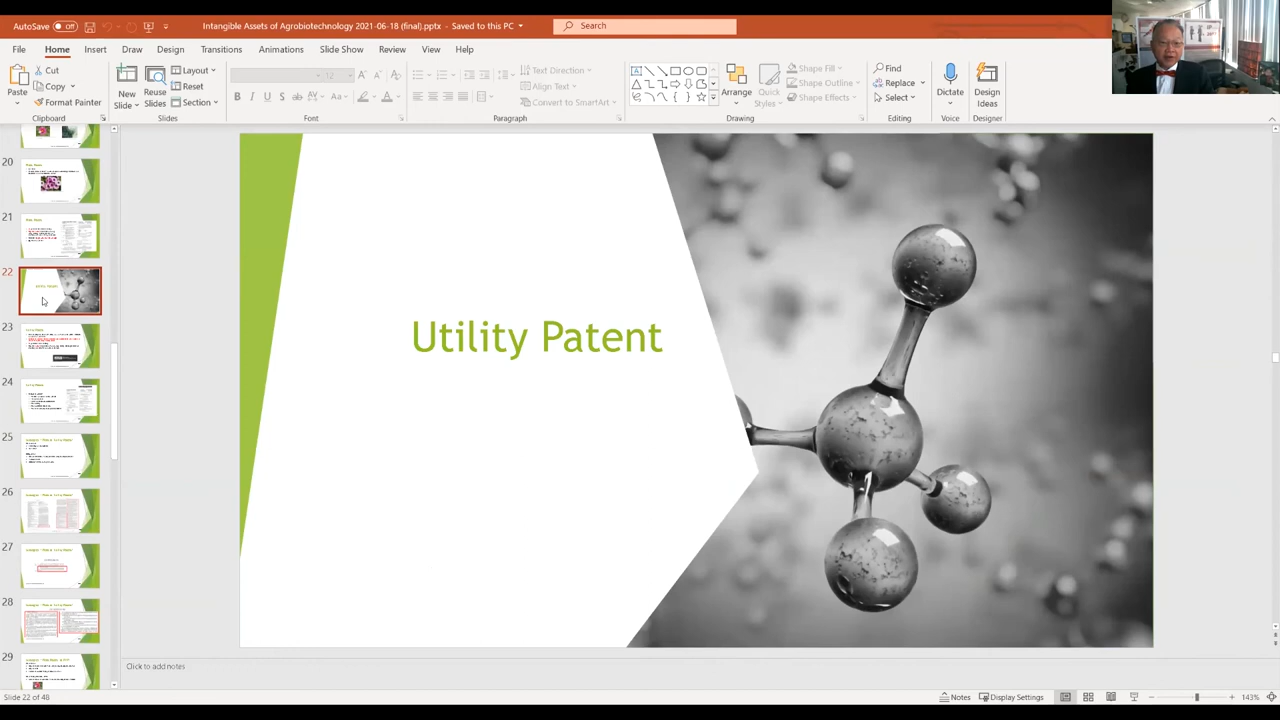 AutoSave Off
Intangible Assets of Agrobiotechnology 2021-06-18 (final).pptx - Saved to this PC
Search
File Home Insert Draw Design Transitions Animations Slide Show Review View Help
Paste
Cut
Copy
Format Painter
Clipboard
New Slide
Reuse Slides
Layout
Reset
Section
Slides
12
Font
Text Direction
Align Text
Convert to SmartArt
Paragraph
Arrange
Quick Styles
Shape Fill
Shape Outline
Shape Effects
Drawing
Find
Replace
Select
Editing
Dictate
Voice
Design Ideas
Designer
20
21
22
23
24
25
26
27
28
29
Utility Patent
Click to add notes
Slide 22 of 48
Notes
Display Settings
143%